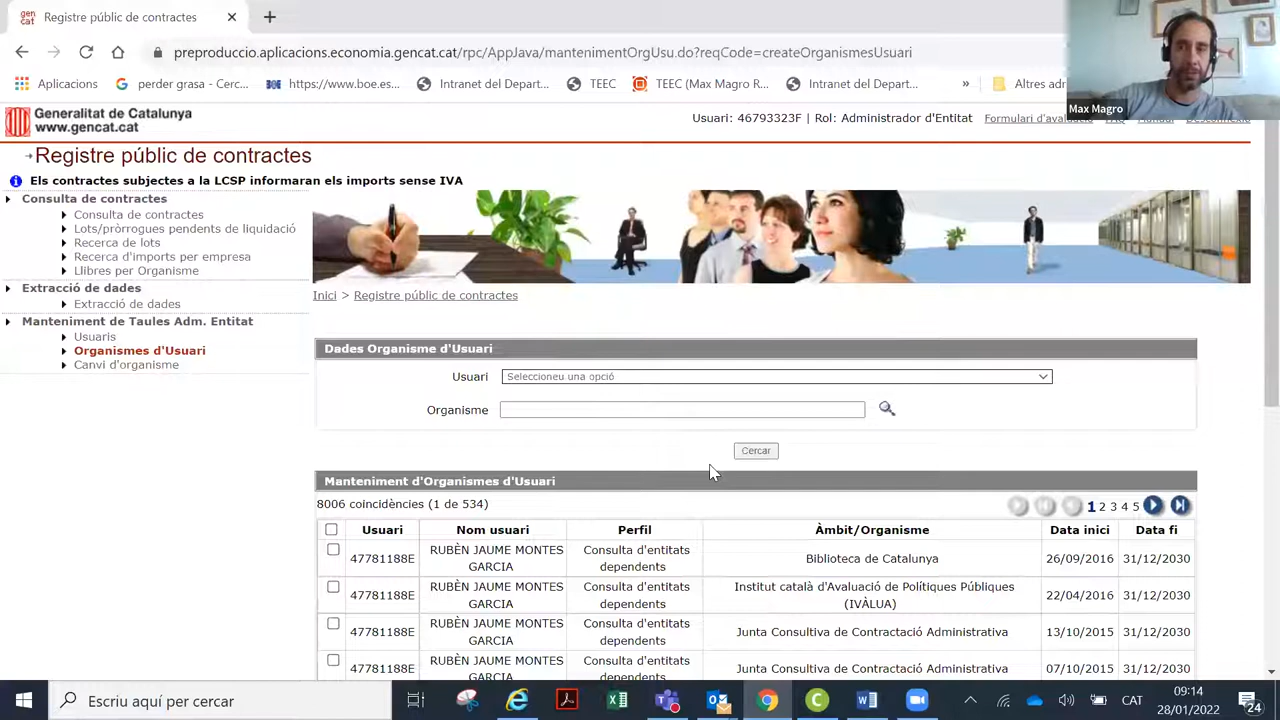 Registre públic de contractes
preproduccio.aplicacions.economia.gencat.cat/rpc/AppJava/mantenimentOrgUsu.do?reqCode=createOrganismesUsuari
Aplicacions
perder grasa - Cerc...
https://www.boe.es...
Intranet del Depart...
TEEC
TEEC (Max Magro R...
Intranet del Depart...
»
Max Magro
Generalitat de Catalunya
www.gencat.cat
Usuari: 46793323F | Rol: Administrador d'Entitat
Registre públic de contractes
Els contractes subjectes a la LCSP informaran els imports sense IVA
Consulta de contractes
Consulta de contractes
Lots/pròrrogues pendents de liquidació
Recerca de lots
Recerca d'imports per empresa
Llibres per Organisme
Extracció de dades
Extracció de dades
Manteniment de Taules Adm. Entitat
Usuaris
Organismes d'Usuari
Canvi d'organisme
Inici > Registre públic de contractes
Dades Organisme d'Usuari
Usuari Seleccioneu una opció
Organisme
Cercar
Manteniment d'Organismes d'Usuari
8006 coincidències (1 de 534) 1 2 3 4 5
Usuari Nom usuari Perfil Àmbit/Organisme Data inici Data fi
47781188E RUBÈN JAUME MONTES GARCIA Consulta d'entitats dependents Biblioteca de Catalunya 26/09/2016 31/12/2030
47781188E RUBÈN JAUME MONTES GARCIA Consulta d'entitats dependents Institut català d'Avaluació de Polítiques Públiques (IVÀLUA) 22/04/2016 31/12/2030
47781188E RUBÈN JAUME MONTES GARCIA Consulta d'entitats dependents Junta Consultiva de Contractació Administrativa 13/10/2015 31/12/2030
47781188E RUBÈN JAUME MONTES GARCIA Consulta d'entitats dependents Junta Consultiva de Contractació Administrativa 07/10/2015 31/12/2030
Escriu aquí per cercar
CAT
09:14
28/01/2022
24